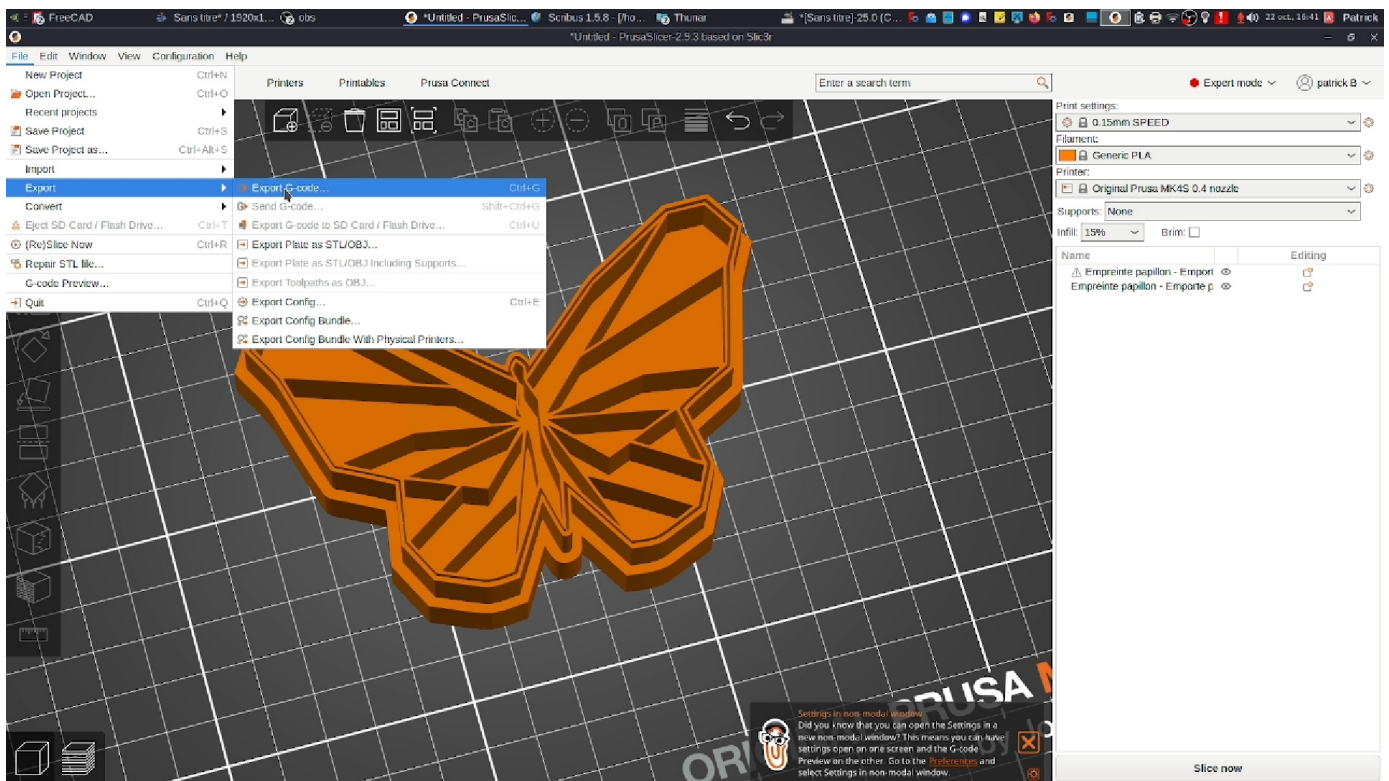 FreeCAD
Sans titre* / 1920x1...
obs
*Untitled - PrusaSlic...
Scribus 1.5.8 - [/ho...
Thunar
*[Sans titre]-25.0 (C...
22 oct., 16:41
Patrick
*Untitled - PrusaSlicer-2.9.3 based on Slic3r
File Edit Window View Configuration Help
New Project Ctrl+N
Open Project... Ctrl+O
Recent projects
Save Project Ctrl+S
Save Project as... Ctrl+Alt+S
Import
Export
Convert
Eject SD Card / Flash Drive... Ctrl+T
(Re)Slice Now Ctrl+R
Repair STL file...
G-code Preview...
Quit Ctrl+Q
Export G-code... Ctrl+G
Send G-code... Shift+Ctrl+G
Export G-code to SD Card / Flash Drive... Ctrl+U
Export Plate as STL/OBJ...
Export Plate as STL/OBJ Including Supports...
Export Toolpaths as OBJ...
Export Config... Ctrl+E
Export Config Bundle...
Export Config Bundle With Physical Printers...
Printers Printables Prusa Connect
Enter a search term
Expert mode
patrick B
Print settings:
0.15mm SPEED
Filament:
Generic PLA
Printer:
Original Prusa MK4S 0.4 nozzle
Supports: None
Infill: 15% Brim:
Name Editing
Empreinte papillon - Emport
Empreinte papillon - Emporte p
PRUSA
ORI
by Jo
Settings in non-modal window
Did you know that you can open the Settings in a
new non-modal window? This means you can have
settings open on one screen and the G-code
Preview on the other. Go to the Preferences and
select Settings in non-modal window.
Slice now